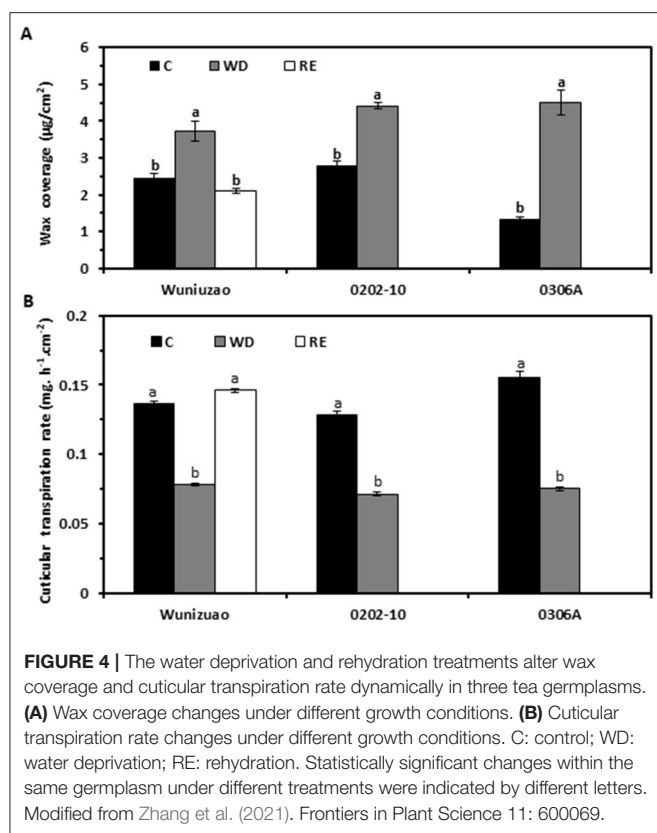 A
C WD RE
Wax coverage (µg/cm²)
6
5
4
3
2
1
0
b a b
b a
b a
Wuniuzao 0202-10 0306A
B
C WD RE
Cuticular transpiration rate (mg. h⁻¹.cm⁻²)
0.2
0.15
0.1
0.05
0
a b a
a b
a b
Wunizuao 0202-10 0306A
FIGURE 4 | The water deprivation and rehydration treatments alter wax
coverage and cuticular transpiration rate dynamically in three tea germplasms.
(A) Wax coverage changes under different growth conditions. (B) Cuticular
transpiration rate changes under different growth conditions. C: control; WD:
water deprivation; RE: rehydration. Statistically significant changes within the
same germplasm under different treatments were indicated by different letters.
Modified from Zhang et al. (2021). Frontiers in Plant Science 11: 600069.